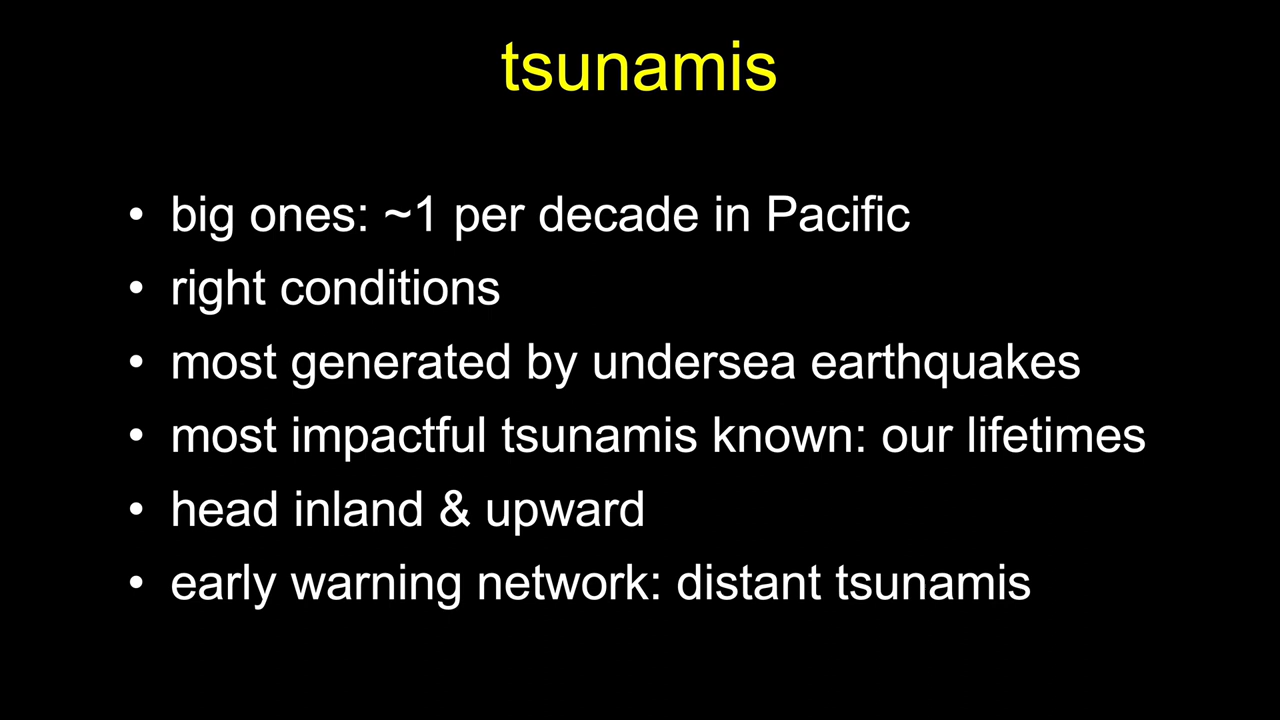 tsunamis
• big ones: ~1 per decade in Pacific
• right conditions
• most generated by undersea earthquakes
• most impactful tsunamis known: our lifetimes
• head inland & upward
• early warning network: distant tsunamis